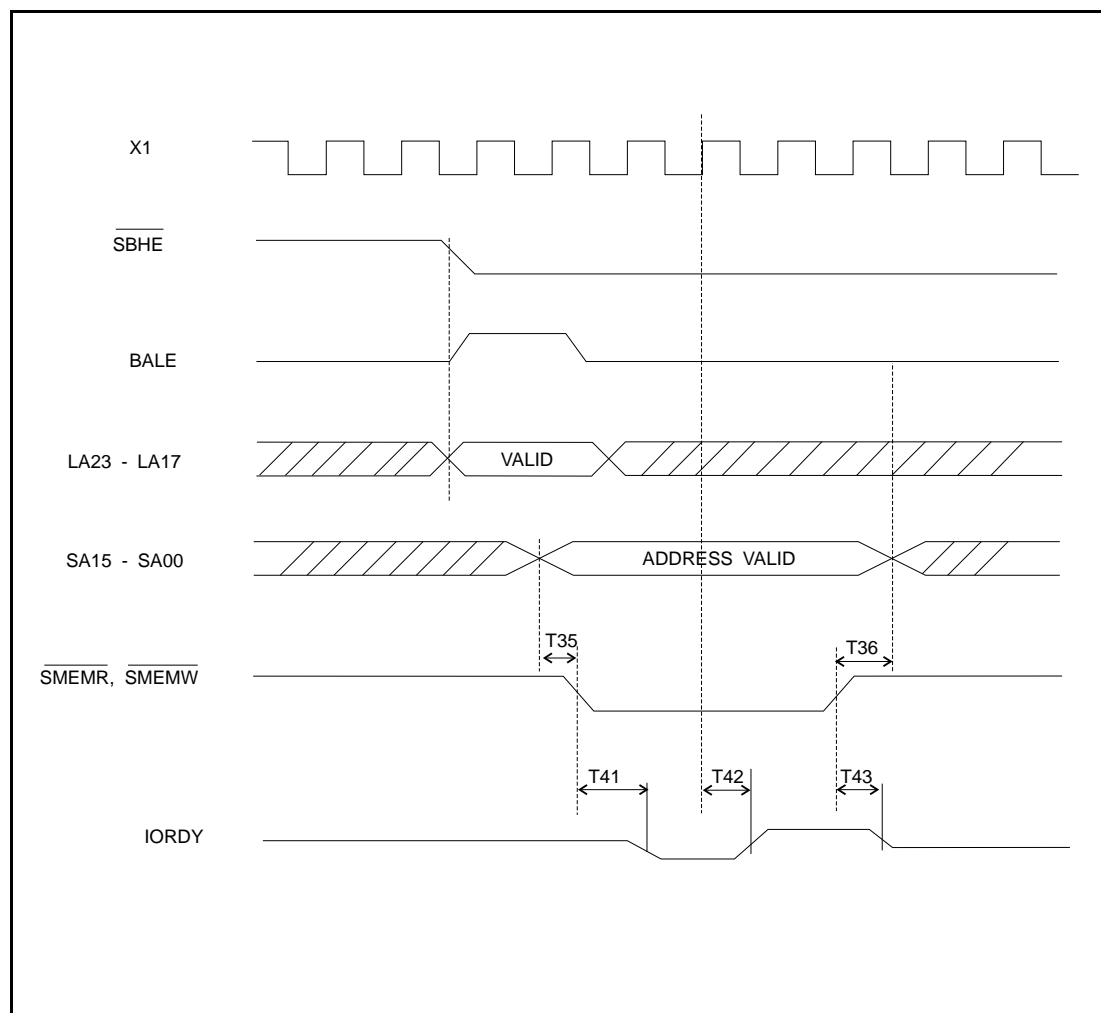 X1
SBHE
BALE
LA23 - LA17
VALID
SA15 - SA00
ADDRESS VALID
T35
T36
SMEMR, SMEMW
T41
T42
T43
IORDY